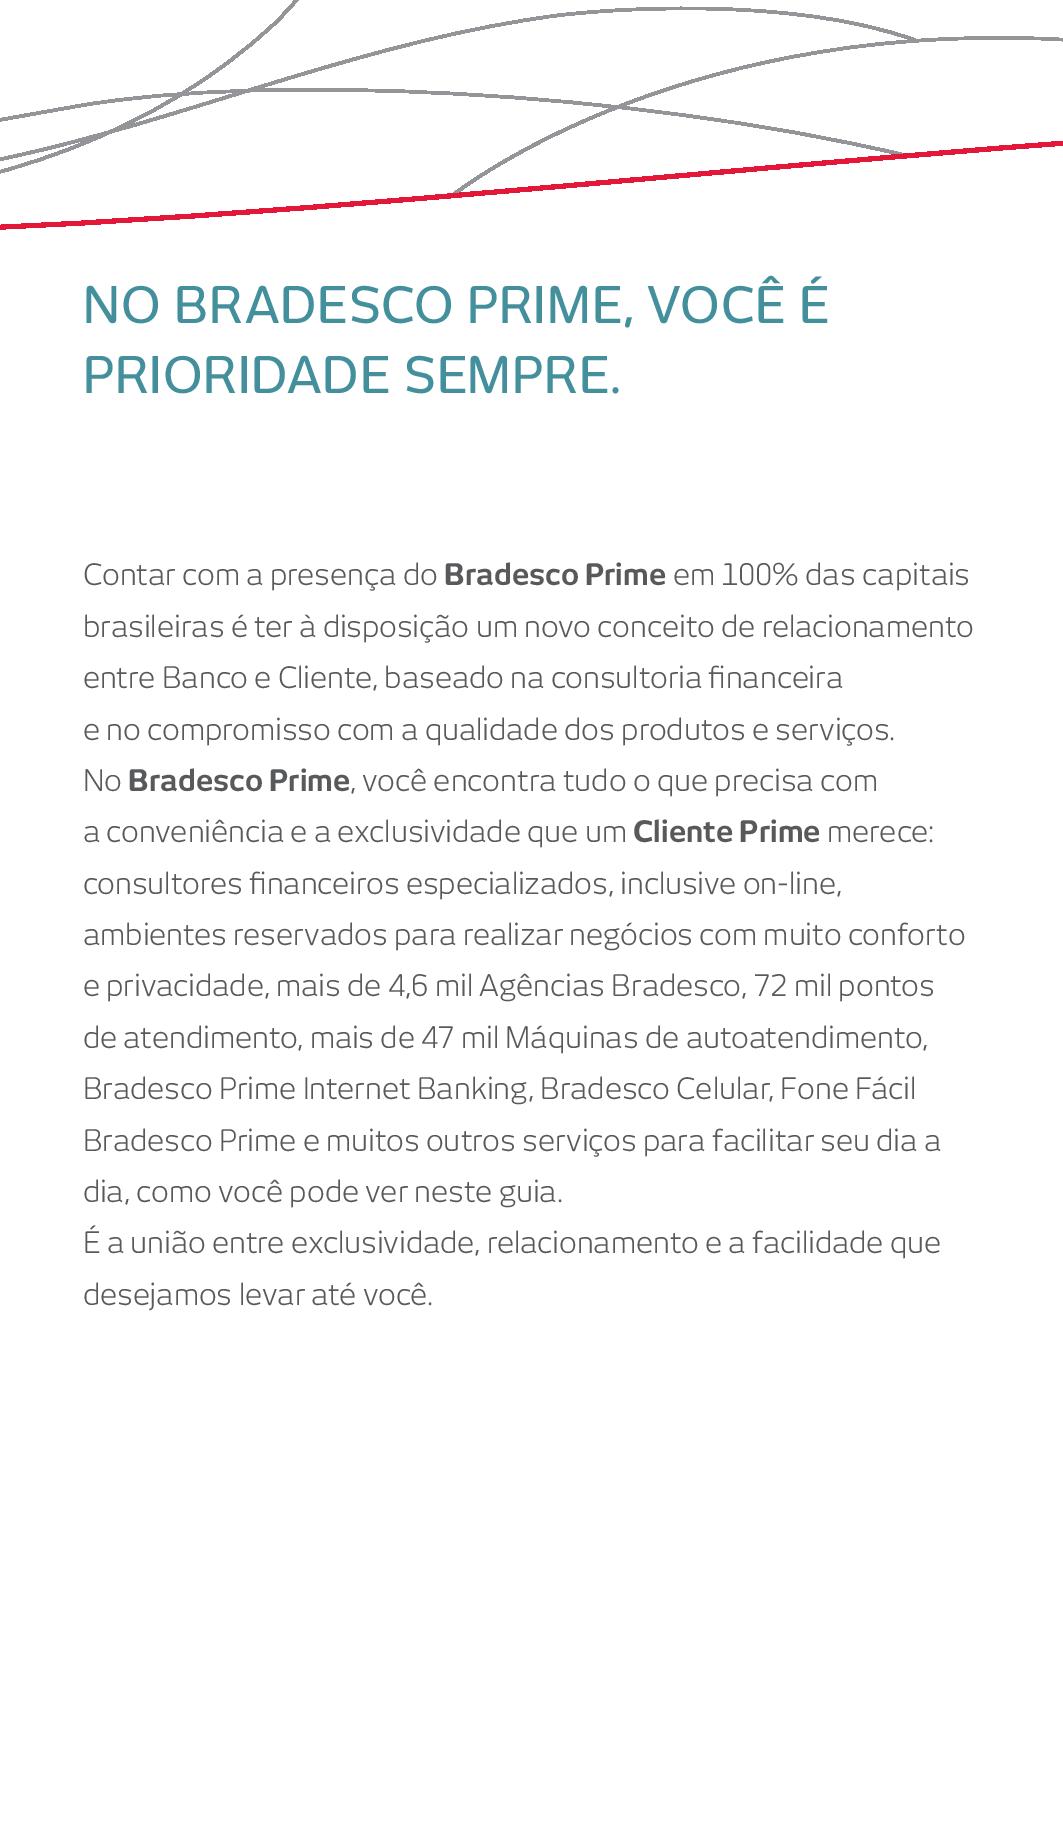 NO BRADESCO PRIME, VOCÊ É
PRIORIDADE SEMPRE.
Contar com a presença do Bradesco Prime em 100% das capitais
brasileiras é ter à disposição um novo conceito de relacionamento
entre Banco e Cliente, baseado na consultoria financeira
e no compromisso com a qualidade dos produtos e serviços.
No Bradesco Prime, você encontra tudo o que precisa com
a conveniência e a exclusividade que um Cliente Prime merece:
consultores financeiros especializados, inclusive on-line,
ambientes reservados para realizar negócios com muito conforto
e privacidade, mais de 4,6 mil Agências Bradesco, 72 mil pontos
de atendimento, mais de 47 mil Máquinas de autoatendimento,
Bradesco Prime Internet Banking, Bradesco Celular, Fone Fácil
Bradesco Prime e muitos outros serviços para facilitar seu dia a
dia, como você pode ver neste guia.
É a união entre exclusividade, relacionamento e a facilidade que
desejamos levar até você.